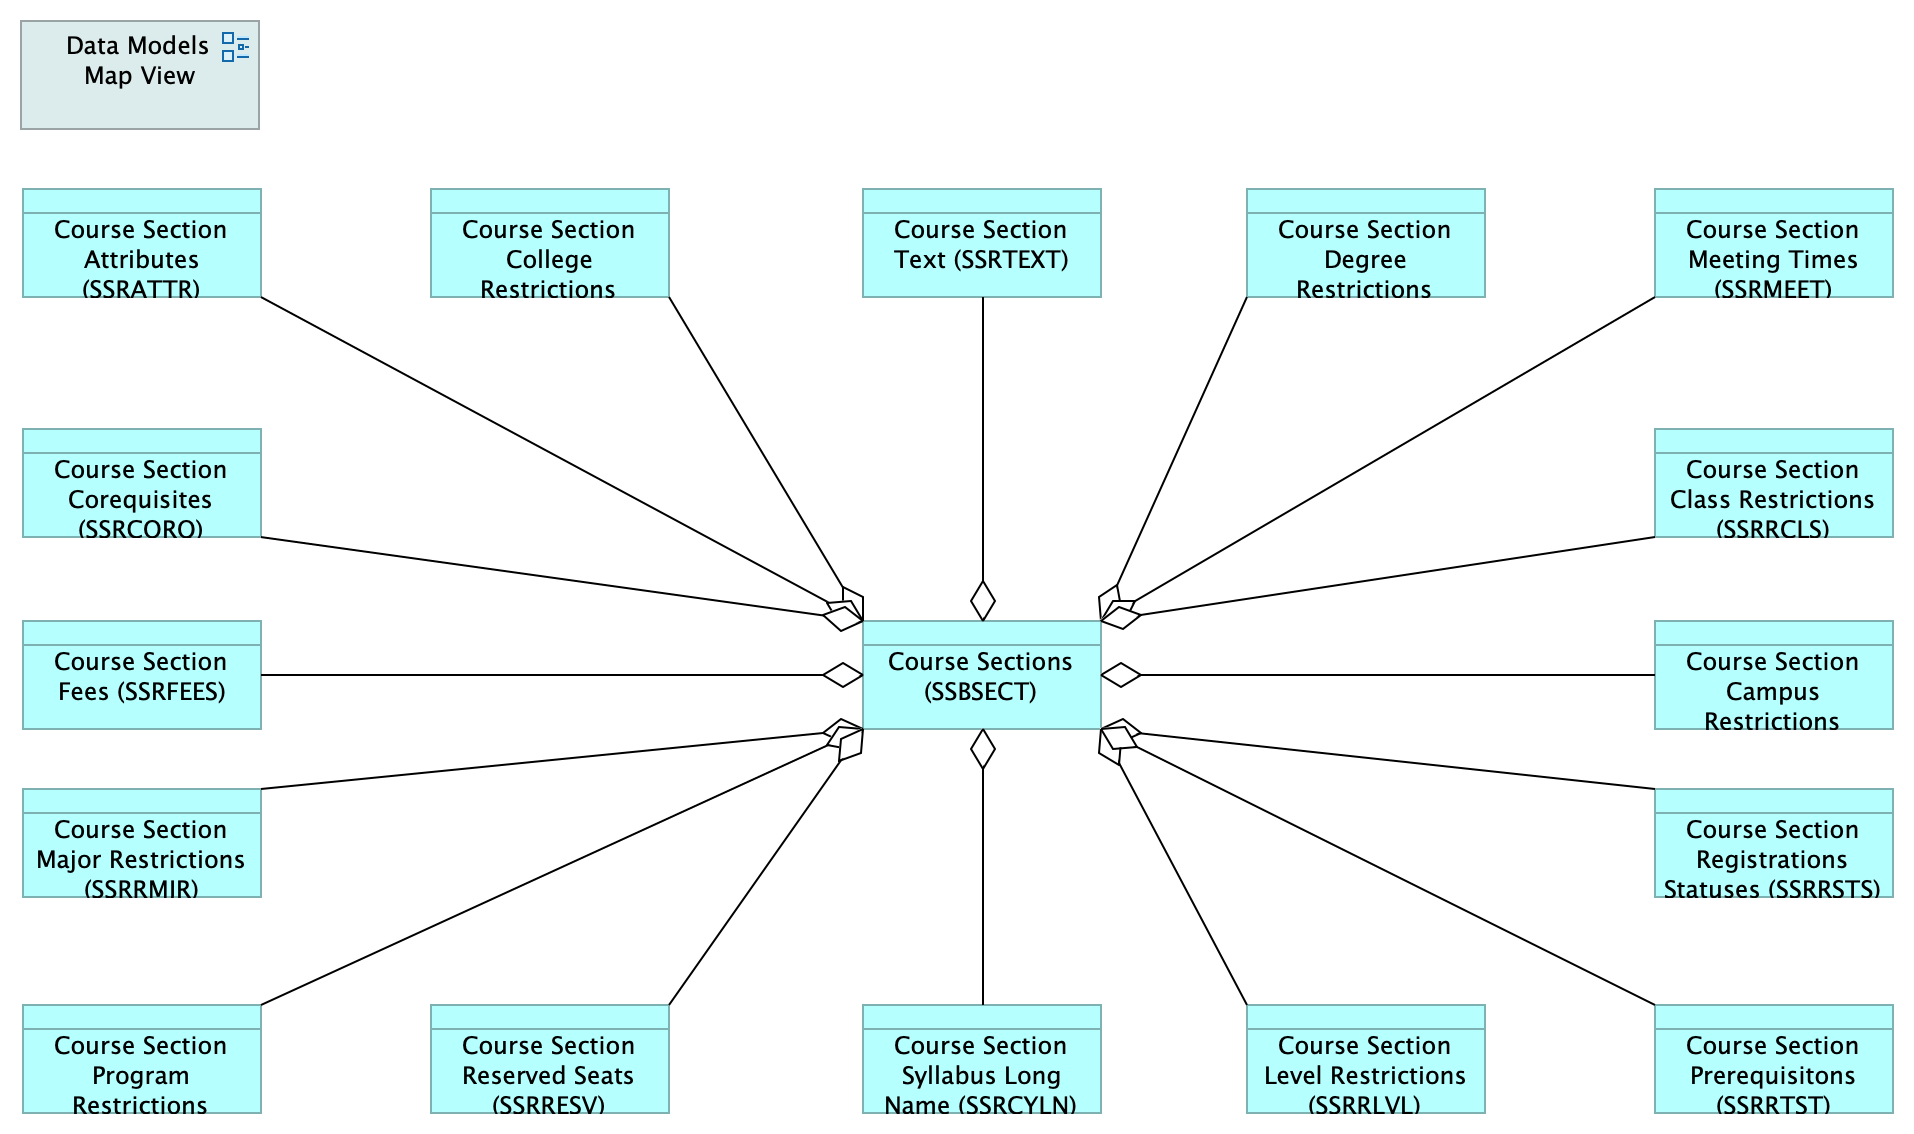 Data Models
Map View
Course Section
Attributes
(SSRATTR)
Course Section
College
Restrictions
Course Section
Text (SSRTEXT)
Course Section
Degree
Restrictions
Course Section
Meeting Times
(SSRMEET)
Course Section
Corequisites
(SSRCORQ)
Course Section
Class Restrictions
(SSRRCLS)
Course Section
Fees (SSRFEES)
Course Sections
(SSBSECT)
Course Section
Campus
Restrictions
Course Section
Major Restrictions
(SSRRMJR)
Course Section
Registrations
Statuses (SSRRSTS)
Course Section
Program
Restrictions
Course Section
Reserved Seats
(SSRRESV)
Course Section
Syllabus Long
Name (SSRCYLN)
Course Section
Level Restrictions
(SSRRLVL)
Course Section
Prerequisitons
(SSRRTST)